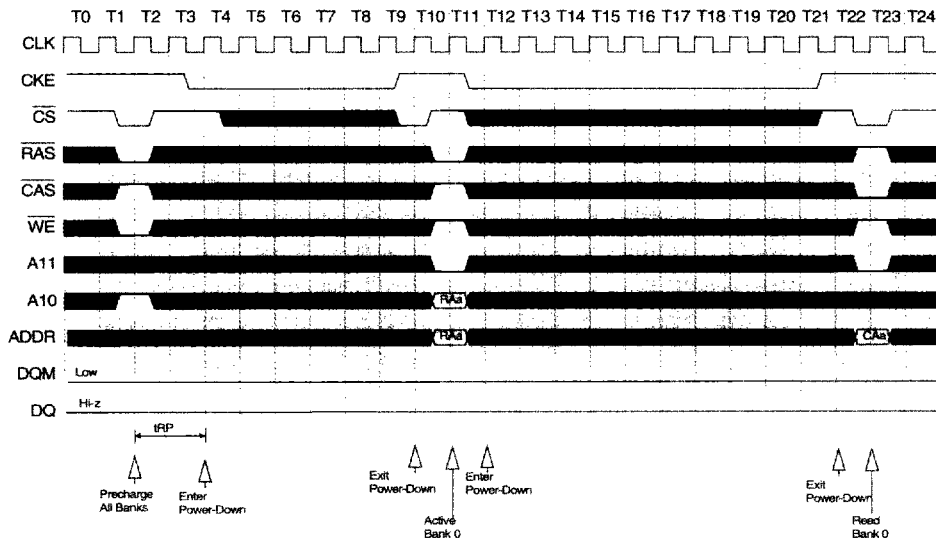 T0 T1 T2 T3 T4 T5 T6 T7 T8 T9 T10 T11 T12 T13 T14 T15 T16 T17 T18 T19 T20 T21 T22 T23 T24
CLK
CKE
CS
RAS
CAS
WE
A11
A10 RAa
ADDR RAa CAa
DQM Low
DQ Hi-z
tRP
Precharge
All Banks
Enter
Power-Down
Exit
Power-Down
Active
Bank 0
Enter
Power-Down
Exit
Power-Down
Read
Bank 0